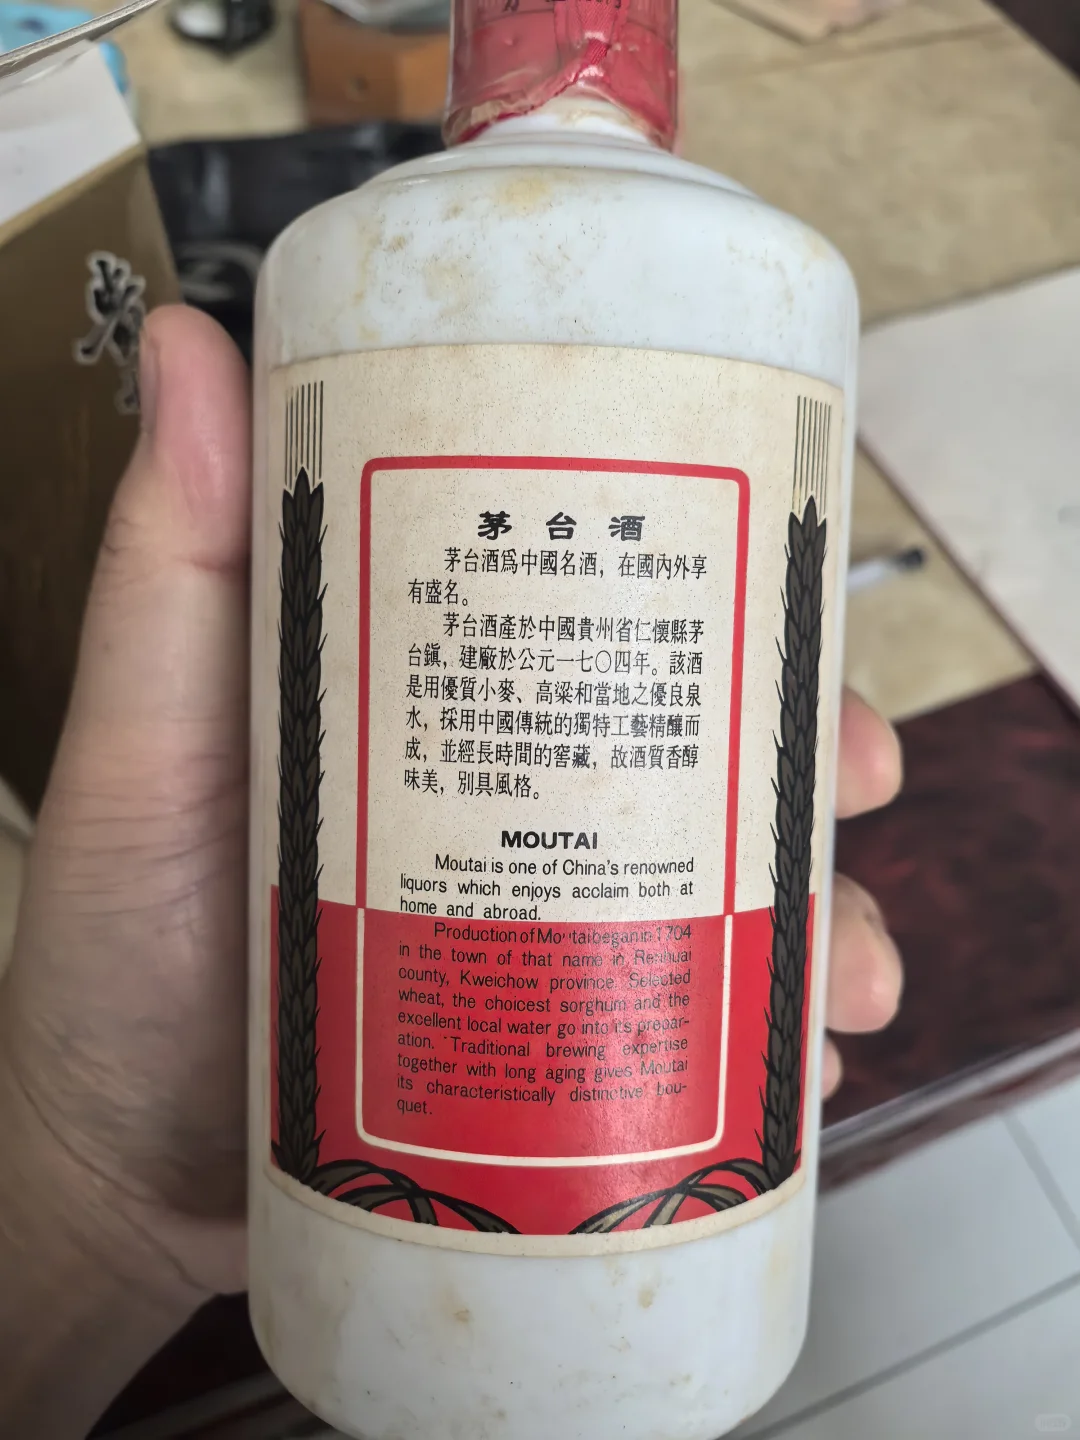 茅台酒
茅台酒爲中國名酒，在國內外享
有盛名。
茅台酒產於中國貴州省仁懷縣茅
台鎭，建廠於公元一七〇四年。該酒
是用優質小麥、高梁和當地之優良泉
水，採用中國傳統的獨特工藝精釀而
成，並經長時間的窖藏，故酒質香醇
味美，別具風格。
MOUTAI
Moutai is one of China's renowned
liquors which enjoys acclaim both at
home and abroad.
Production of Moutai began in 1704
in the town of that name in Renhuai
county, Kweichow province. Selected
wheat, the choicest sorghum and the
excellent local water go into its prepar-
ation. Traditional brewing expertise
together with long aging gives Moutai
its characteristically distinctive bou-
quet.